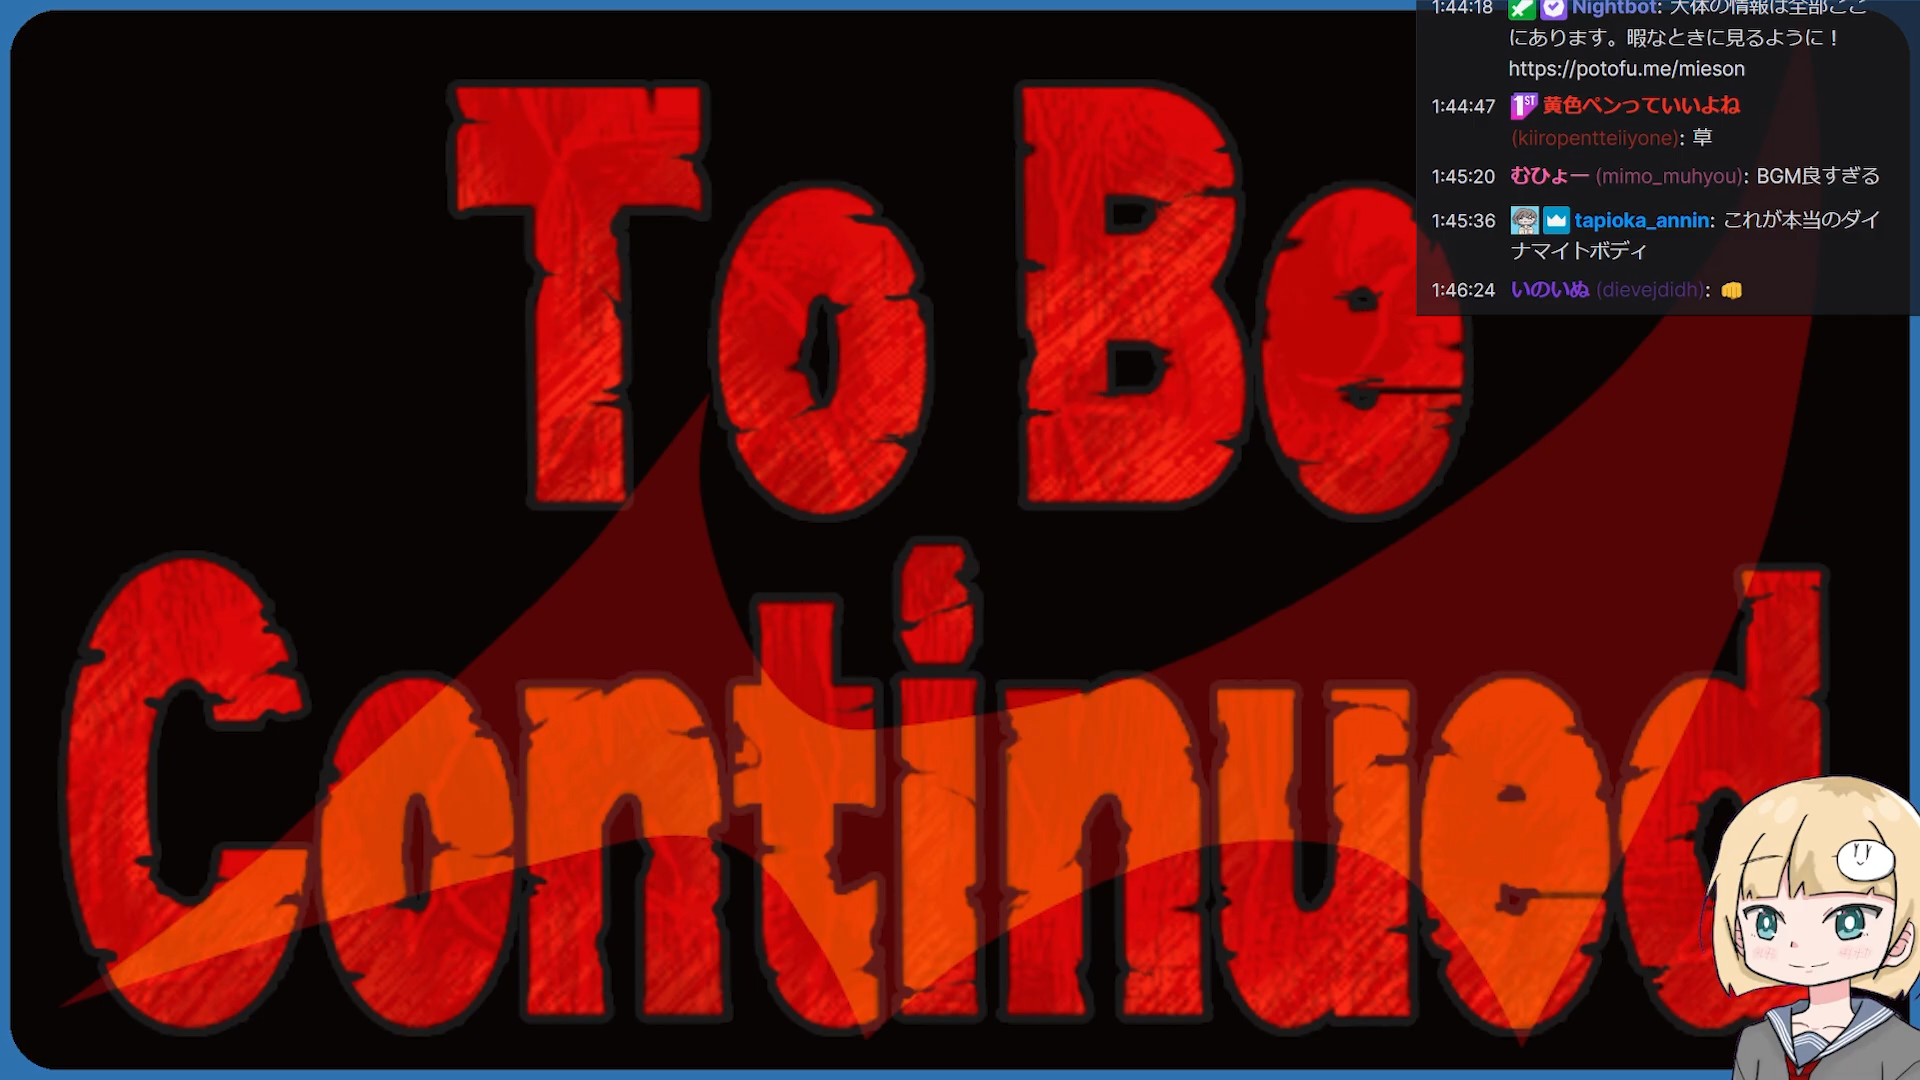 1:44:18 Nightbot: 大体の情報は全部ここ
にあります。暇なときに見るように！
https://potofu.me/mieson
1:44:47 1ST 黄色ペンっていいよね
(kiiropentteiiyone): 草
1:45:20 むひょー (mimo_muhyou): BGM良すぎる
1:45:36 tapioka_annin: これが本当のダイ
ナマイトボディ
1:46:24 いのいぬ (dievejdidh): 👊
To Be
Continued